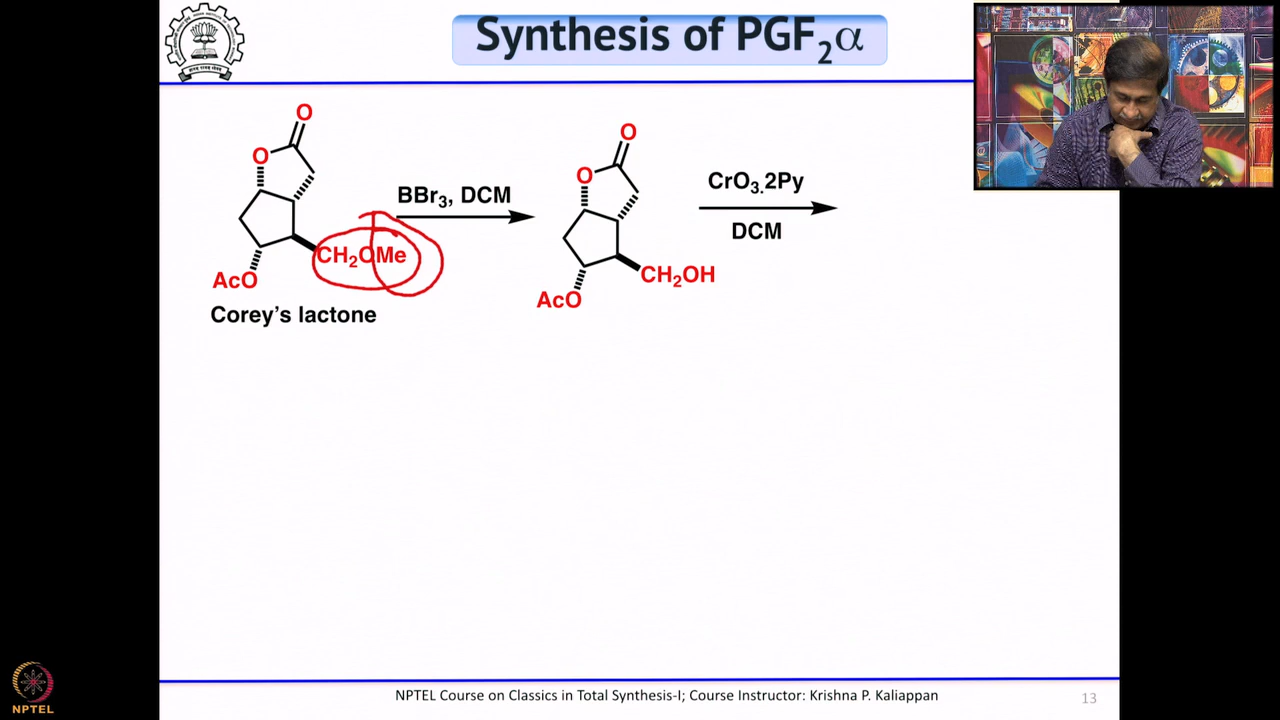 Synthesis of PGF₂α
O
O
CH₂OMe
AcO
Corey's lactone
BBr₃, DCM
O
O
CH₂OH
AcO
CrO₃.2Py
DCM
NPTEL
NPTEL Course on Classics in Total Synthesis-I; Course Instructor: Krishna P. Kaliappan
13